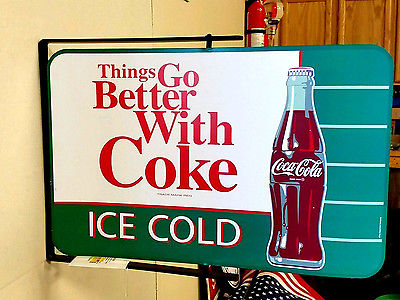 Things Go
Better
With
Coke
Coca-Cola
ICE COLD